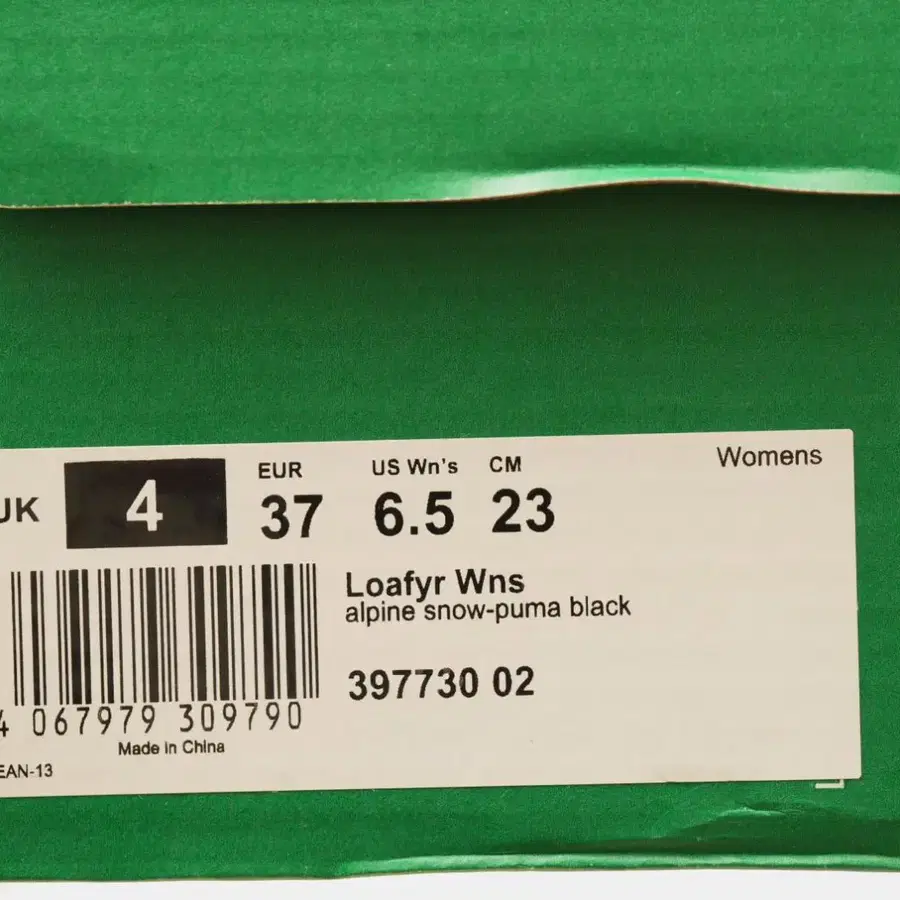 UK 4 EUR 37 US Wn's 6.5 CM 23 Womens
Loafyr Wns
alpine snow-puma black
397730 02
4 067979 309790
Made in China
EAN-13